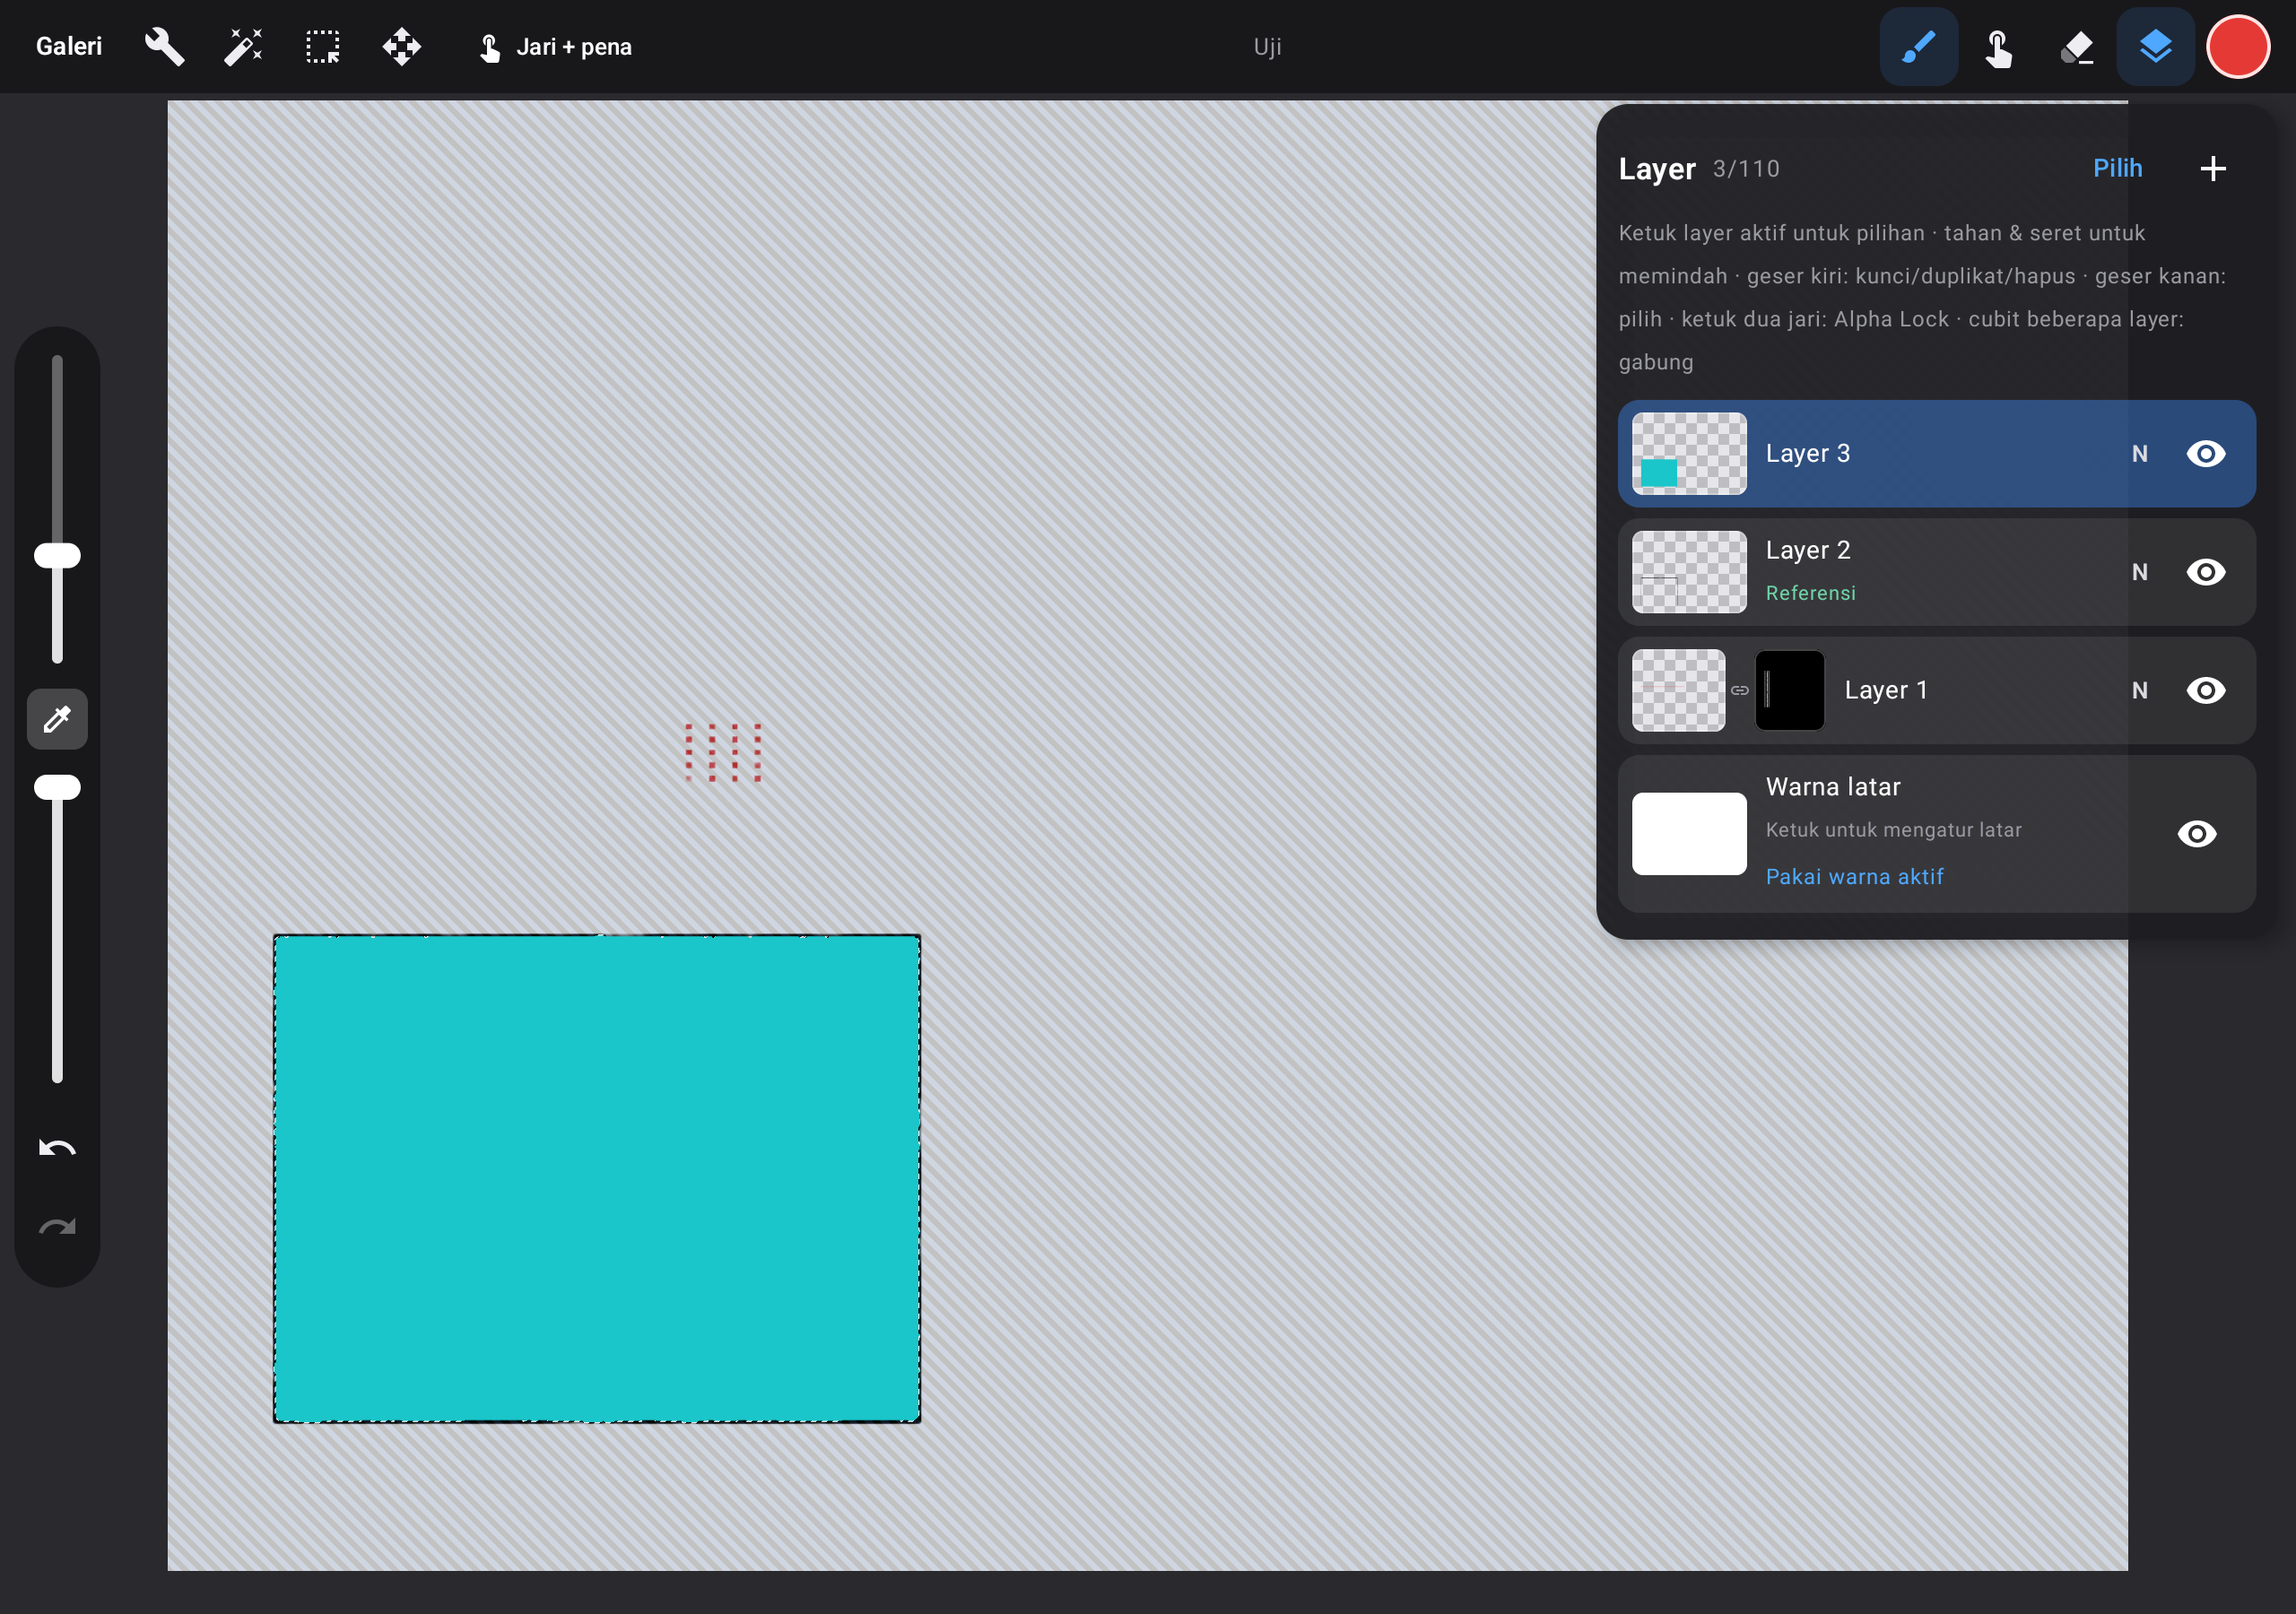 Galeri
Jari + pena
Uji
Layer 3/110
Pilih
Ketuk layer aktif untuk pilihan · tahan & seret untuk
memindah · geser kiri: kunci/duplikat/hapus · geser kanan:
pilih · ketuk dua jari: Alpha Lock · cubit beberapa layer:
gabung
Layer 3
N
Layer 2
Referensi
N
Layer 1
N
Warna latar
Ketuk untuk mengatur latar
Pakai warna aktif